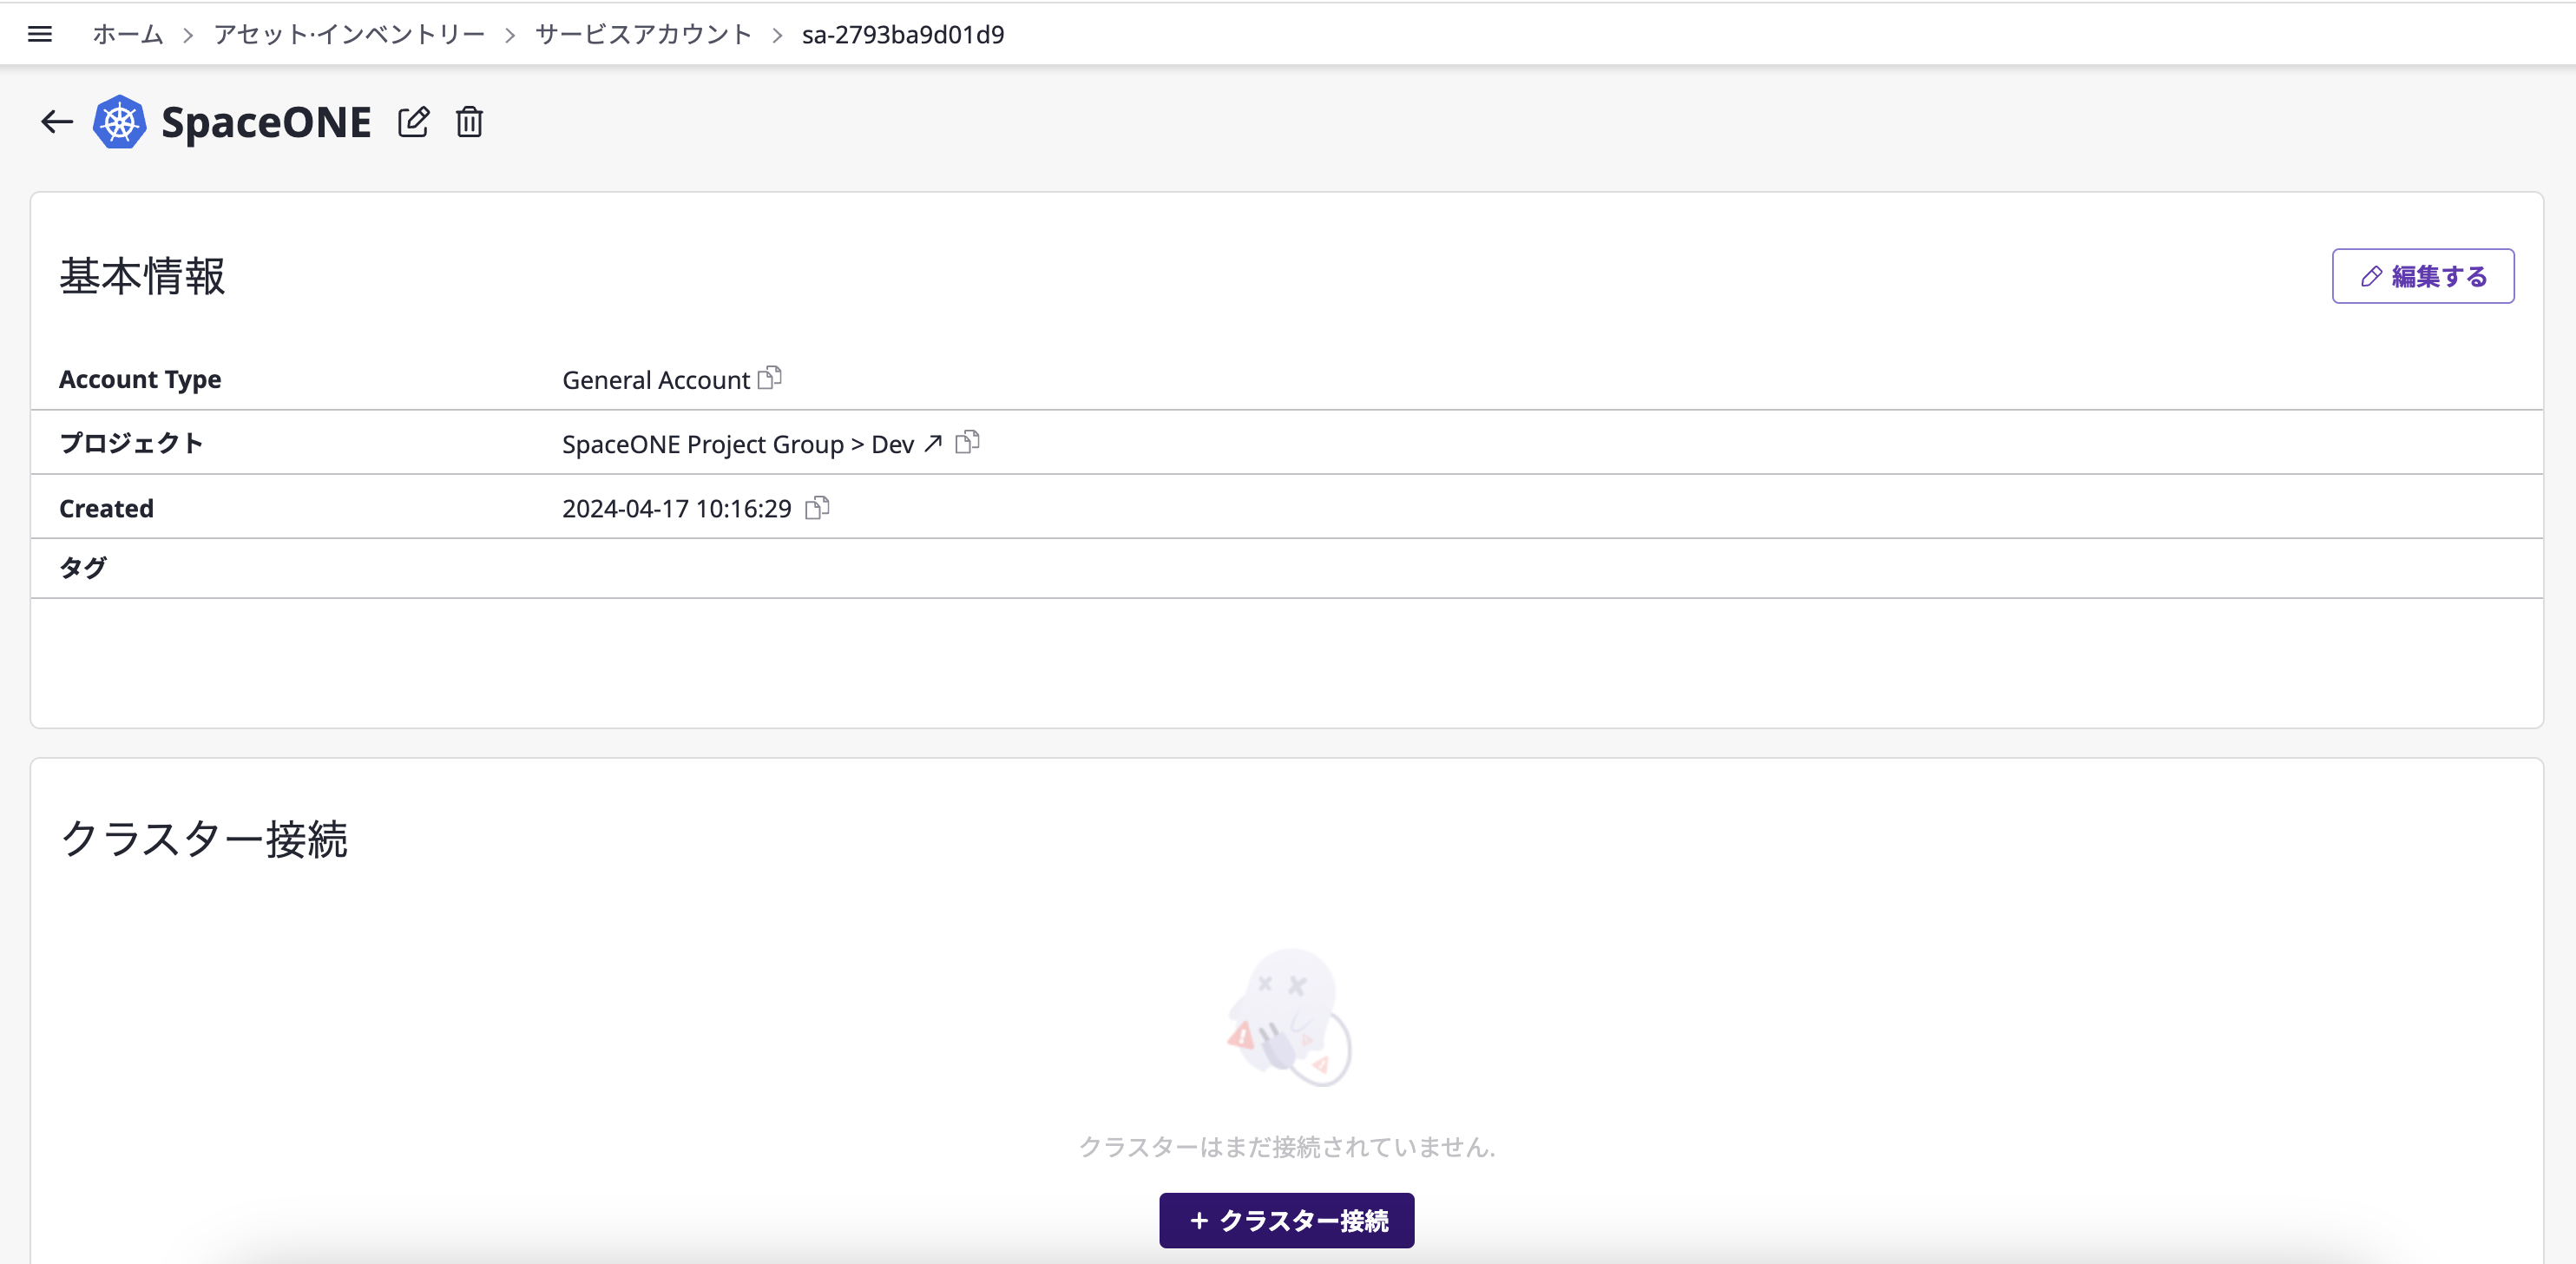 ホーム > アセット·インベントリー > サービスアカウント > sa-2793ba9d01d9
SpaceONE
基本情報
編集する
Account Type General Account
プロジェクト SpaceONE Project Group > Dev
Created 2024-04-17 10:16:29
タグ
クラスター接続
クラスターはまだ接続されていません.
+ クラスター接続